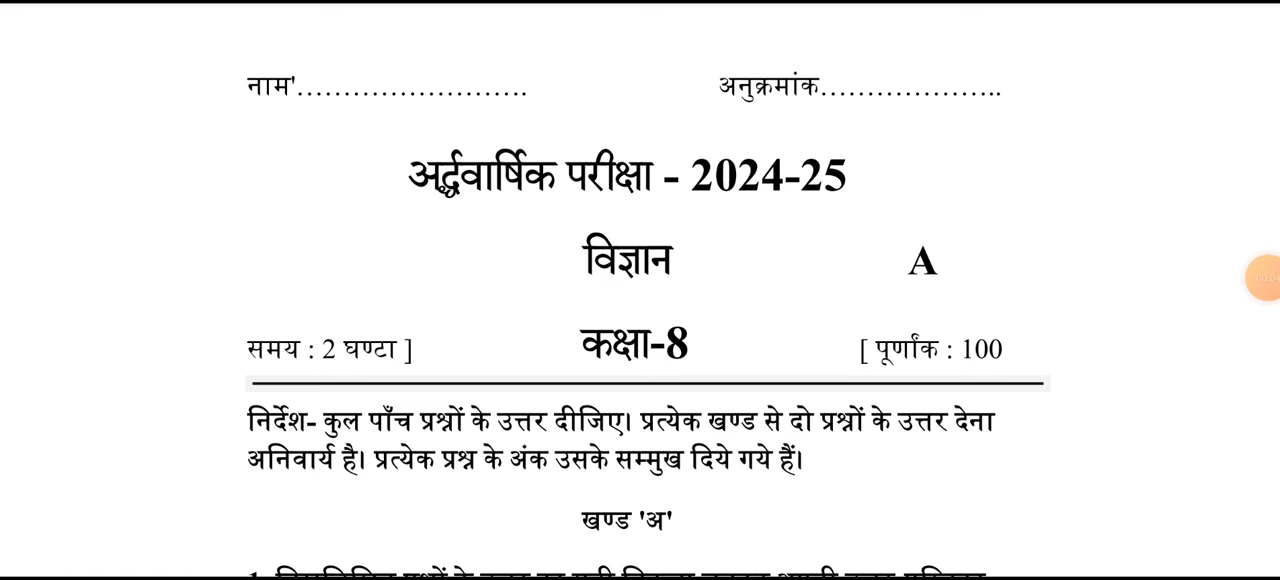 नाम'......................... अनुक्रमांक....................
अर्द्धवार्षिक परीक्षा - 2024-25
विज्ञान A
समय : 2 घण्टा ] कक्षा-8 [ पूर्णांक : 100
निर्देश- कुल पाँच प्रश्नों के उत्तर दीजिए। प्रत्येक खण्ड से दो प्रश्नों के उत्तर देना
अनिवार्य है। प्रत्येक प्रश्न के अंक उसके सम्मुख दिये गये हैं।
खण्ड 'अ'